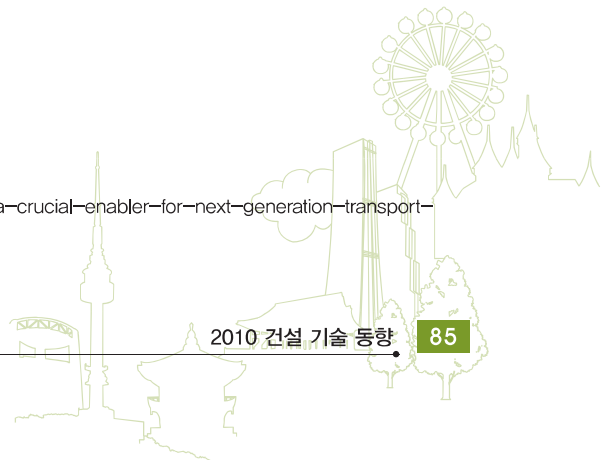 a-crucial-enabler-for-next-generation-transport-
2010 건설 기술 동향 85